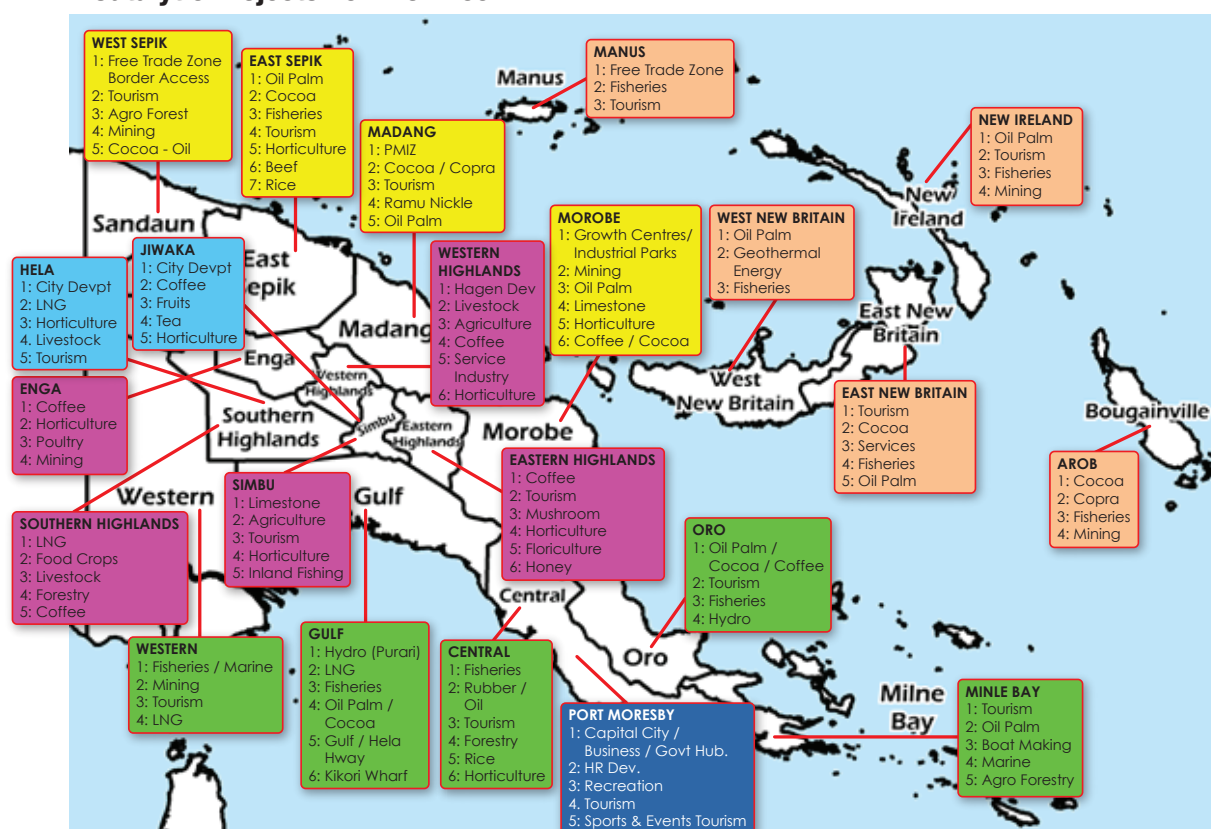 WEST SEPIK
1: Free Trade Zone
Border Access
2: Tourism
3: Agro Forest
4: Mining
5: Cocoa - Oil
EAST SEPIK
1: Oil Palm
2: Cocoa
3: Fisheries
4: Tourism
5: Horticulture
6: Beef
7: Rice
MADANG
1: PMIZ
2: Cocoa / Copra
3: Tourism
4: Ramu Nickle
5: Oil Palm
Manus
MANUS
1: Free Trade Zone
2: Fisheries
3: Tourism
NEW IRELAND
1: Oil Palm
2: Tourism
3: Fisheries
4: Mining
New
Ireland
MOROBE
1: Growth Centres/
Industrial Parks
2: Mining
3: Oil Palm
4: Limestone
5: Horticulture
6: Coffee / Cocoa
WEST NEW BRITAIN
1: Oil Palm
2: Geothermal
Energy
3: Fisheries
Sandaun
East
Sepik
HELA
1: City Devpt
2: LNG
3: Horticulture
4. Livestock
5: Tourism
JIWAKA
1: City Devpt
2: Coffee
3: Fruits
4: Tea
5: Horticulture
WESTERN
HIGHLANDS
1: Hagen Dev
2: Livestock
3: Agriculture
4: Coffee
5: Service
Industry
6: Horticulture
Madang
East New
Britain
Enga
Western
Highlands
West
New Britain
ENGA
1: Coffee
2: Horticulture
3: Poultry
4: Mining
Southern
Highlands
Simbu
Eastern
Highlands
Morobe
EAST NEW BRITAIN
1: Tourism
2: Cocoa
3: Services
4: Fisheries
5: Oil Palm
Bougainville
AROB
1: Cocoa
2: Copra
3: Fisheries
4: Mining
Western
Gulf
SOUTHERN HIGHLANDS
1: LNG
2: Food Crops
3: Livestock
4: Forestry
5: Coffee
SIMBU
1: Limestone
2: Agriculture
3: Tourism
4: Horticulture
5: Inland Fishing
EASTERN HIGHLANDS
1: Coffee
2: Tourism
3: Mushroom
4: Horticulture
5: Floriculture
6: Honey
ORO
1: Oil Palm /
Cocoa / Coffee
2: Tourism
3: Fisheries
4: Hydro
Central
Oro
WESTERN
1: Fisheries / Marine
2: Mining
3: Tourism
4: LNG
GULF
1: Hydro (Purari)
2: LNG
3: Fisheries
4: Oil Palm /
Cocoa
5: Gulf / Hela
Hway
6: Kikori Wharf
CENTRAL
1: Fisheries
2: Rubber /
Oil
3: Tourism
4: Forestry
5: Rice
6: Horticulture
PORT MORESBY
1: Capital City /
Business / Govt Hub.
2: HR Dev.
3: Recreation
4. Tourism
5: Sports & Events Tourism
Milne
Bay
MINLE BAY
1: Tourism
2: Oil Palm
3: Boat Making
4: Marine
5: Agro Forestry